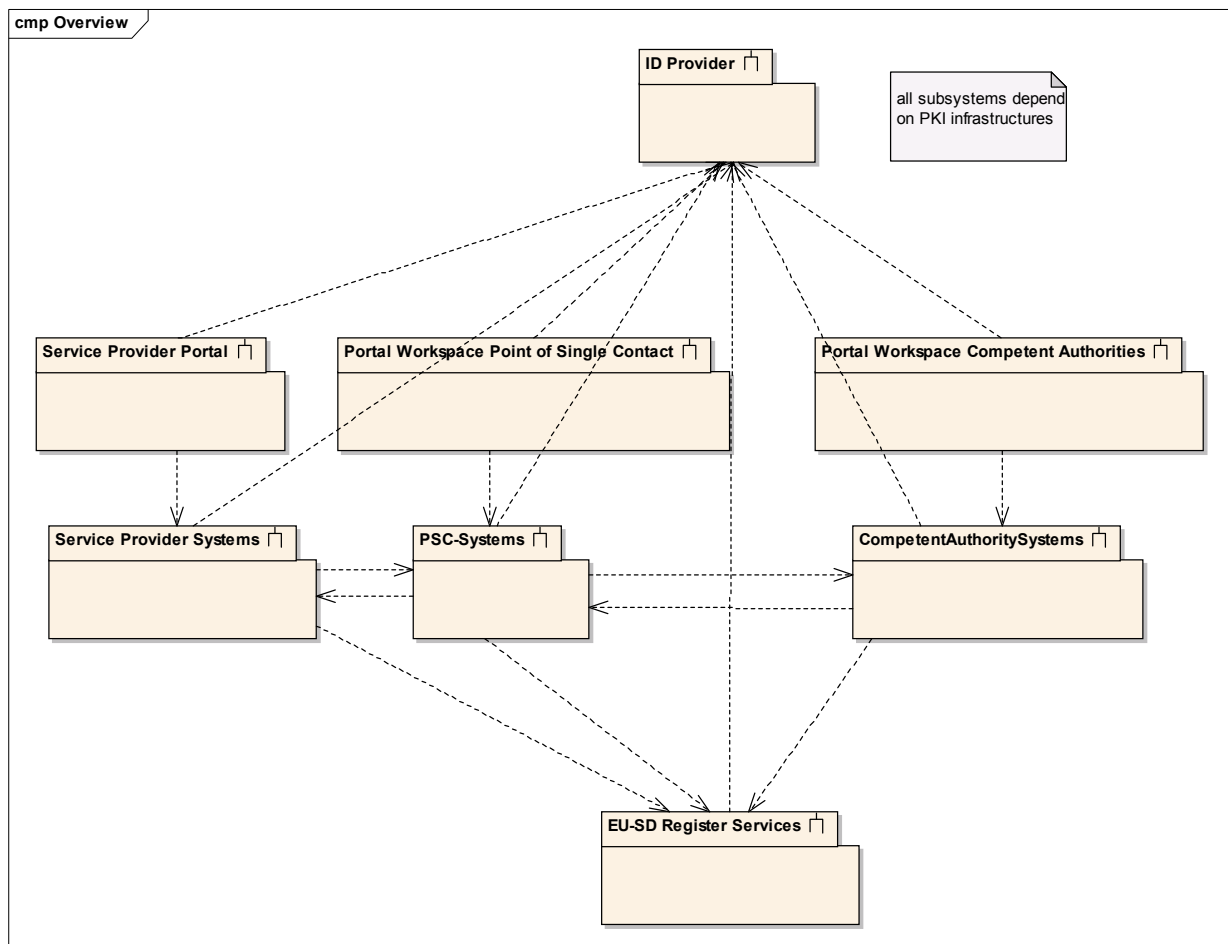 cmp Overview
ID Provider
all subsystems depend
on PKI infrastructures
Service Provider Portal
Portal Workspace Point of Single Contact
Portal Workspace Competent Authorities
Service Provider Systems
PSC-Systems
CompetentAuthoritySystems
EU-SD Register Services